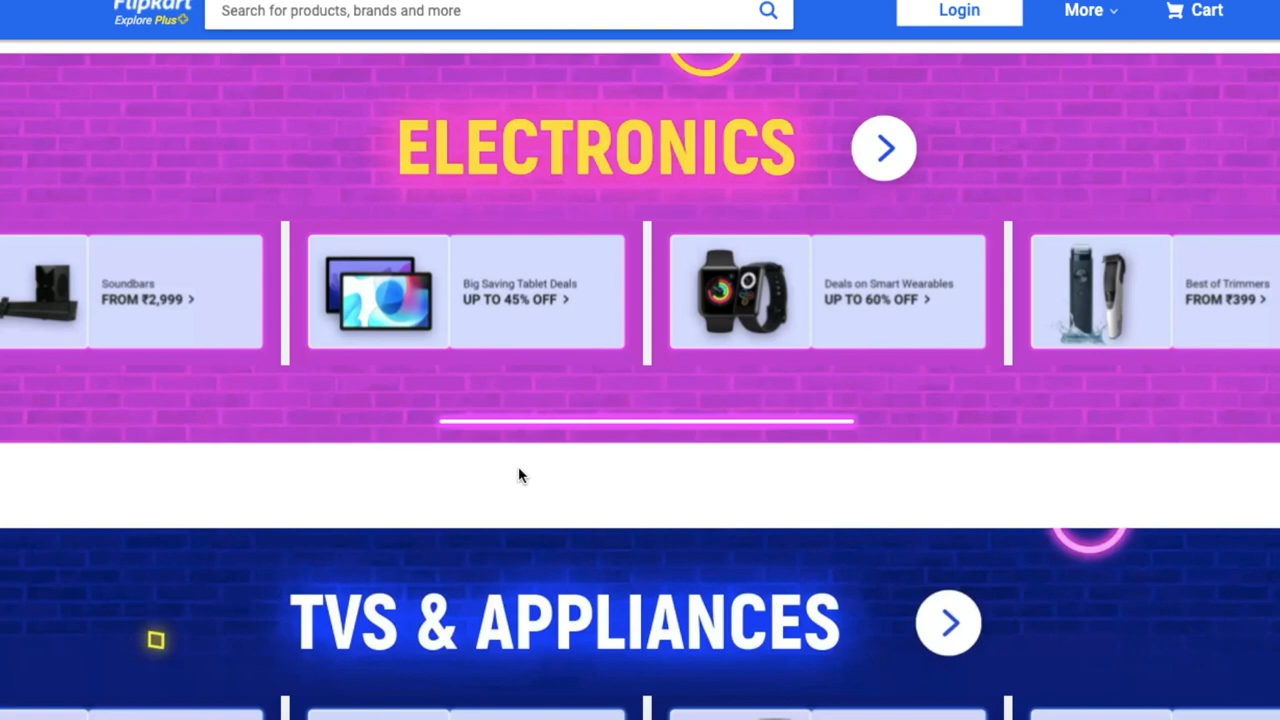 Flipkart
Explore Plus
Search for products, brands and more
Login
More
Cart
ELECTRONICS
Soundbars
FROM ₹2,999 >
Big Saving Tablet Deals
UP TO 45% OFF >
Deals on Smart Wearables
UP TO 60% OFF >
Best of Trimmers
FROM ₹399 >
TVS & APPLIANCES